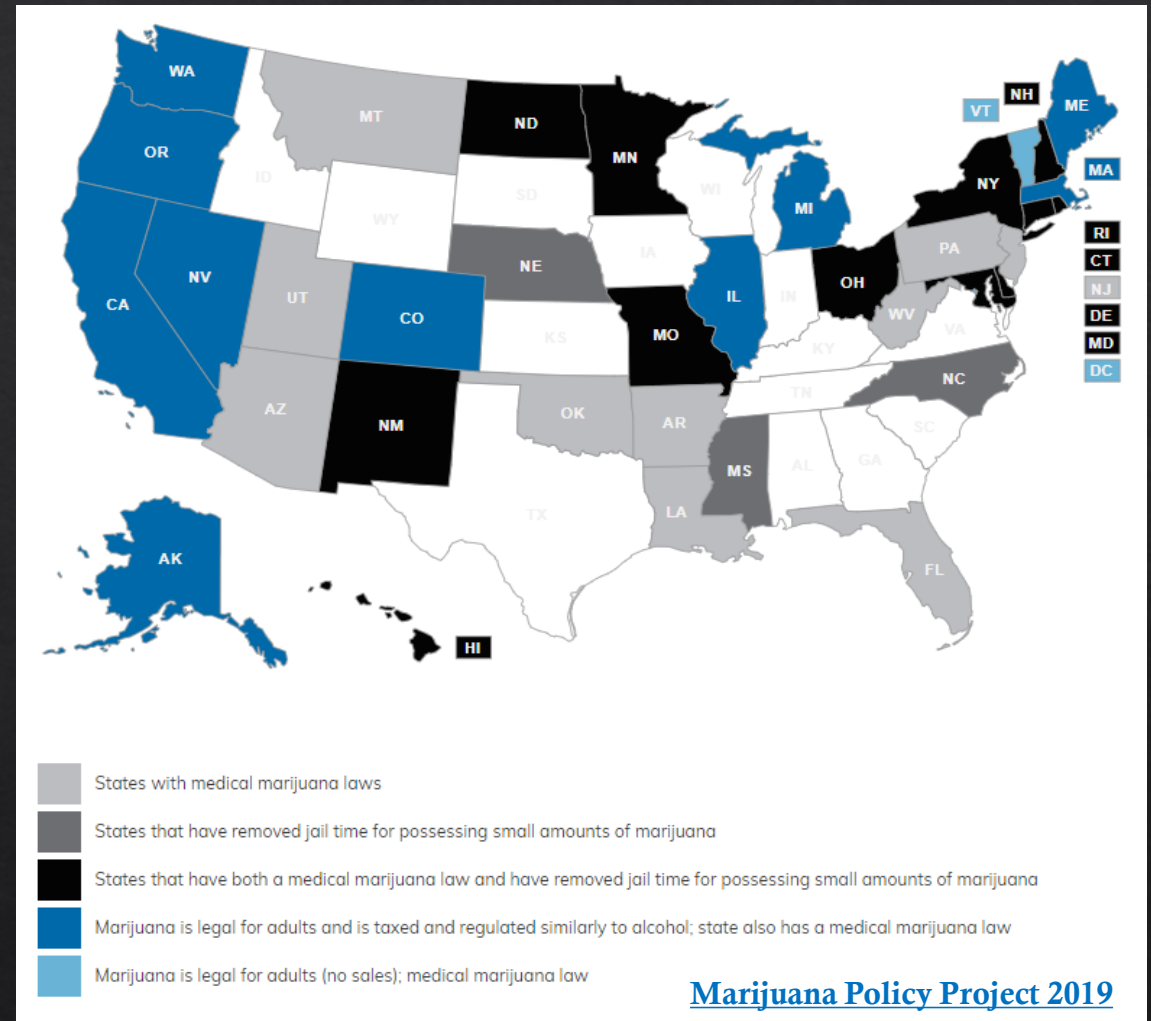 WA
MT
ND
MN
OR
ID
SD
WI
WY
MI
NH
VT
ME
MA
NY
RI
CT
NJ
DE
MD
DC
NV
UT
CA
CO
NE
IA
IL
IN
OH
PA
WV
VA
KS
MO
KY
NC
AZ
NM
OK
AR
TN
SC
MS
AL
GA
TX
LA
FL
AK
HI
States with medical marijuana laws
States that have removed jail time for possessing small amounts of marijuana
States that have both a medical marijuana law and have removed jail time for possessing small amounts of marijuana
Marijuana is legal for adults and is taxed and regulated similarly to alcohol; state also has a medical marijuana law
Marijuana is legal for adults (no sales); medical marijuana law
Marijuana Policy Project 2019